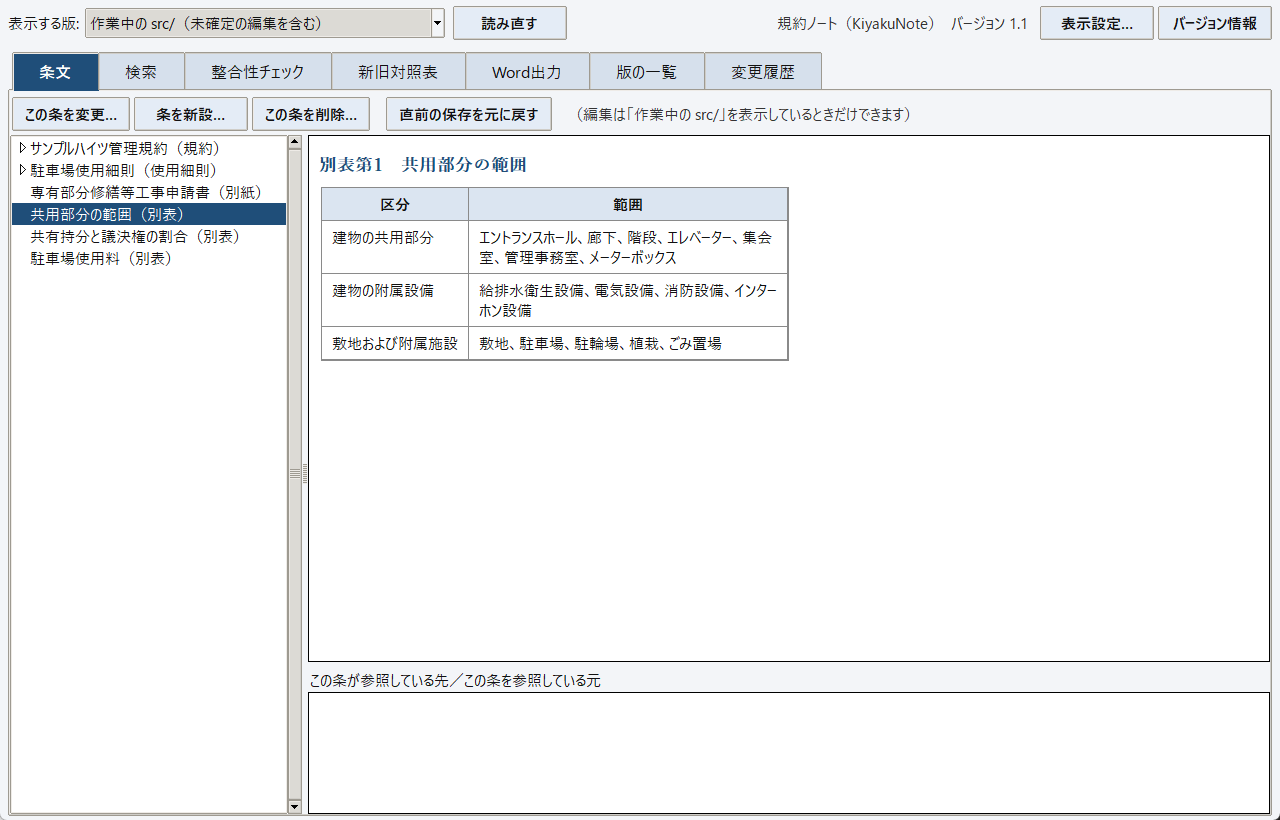 表示する版: 作業中の src/（未確定の編集を含む） 読み直す 規約ノート（KiyakuNote） バージョン 1.1 表示設定... バージョン情報
条文 検索 整合性チェック 新旧対照表 Word出力 版の一覧 変更履歴
この条を変更... 条を新設... この条を削除... 直前の保存を元に戻す （編集は「作業中の src/」を表示しているときだけできます）
サンプルハイツ管理規約（規約）
駐車場使用細則（使用細則）
専有部分修繕等工事申請書（別紙）
共用部分の範囲（別表）
共有持分と議決権の割合（別表）
駐車場使用料（別表）
別表第1　共用部分の範囲
区分 範囲
建物の共用部分 エントランスホール、廊下、階段、エレベーター、集会
室、管理事務室、メーターボックス
建物の附属設備 給排水衛生設備、電気設備、消防設備、インター
ホン設備
敷地および附属施設 敷地、駐車場、駐輪場、植栽、ごみ置場
この条が参照している先／この条を参照している元